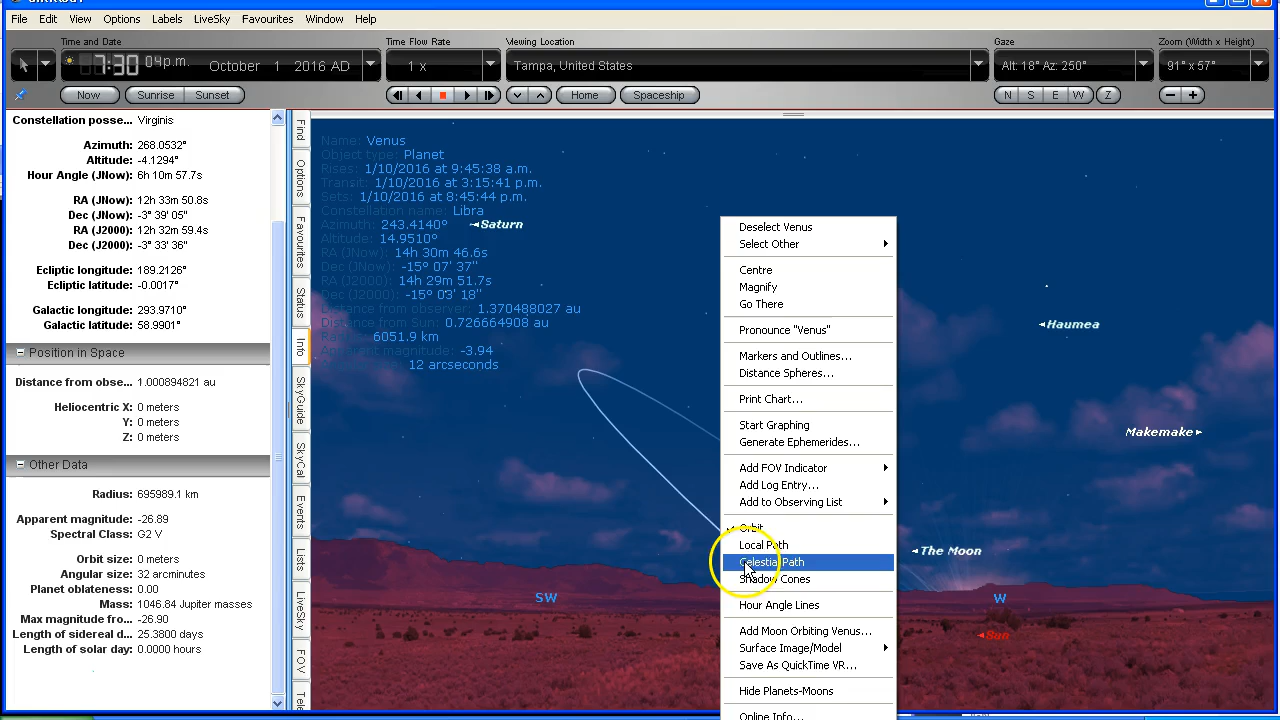 File Edit View Options Labels LiveSky Favourites Window Help
Time and Date Time Flow Rate Viewing Location Gaze Zoom (Width x Height)
7:30 04 p.m. October 1 2016 AD 1 x Tampa, United States Alt: 18° Az: 250° 91° x 57°
Now Sunrise Sunset Home Spaceship N S E W Z
Constellation posse... Virginis
Azimuth: 268.0532°
Altitude: -4.1294°
Hour Angle (JNow): 6h 10m 57.7s
RA (JNow): 12h 33m 50.8s
Dec (JNow): -3° 39' 05"
RA (J2000): 12h 32m 59.4s
Dec (J2000): -3° 33' 36"
Ecliptic latitude: -0.0017°
Galactic longitude: 293.9710°
Position in Space
Distance from obse... 1.000894821 au
Heliocentric X: 0 meters
Y: 0 meters
Z: 0 meters
Other Data
Radius: 695989.1 km
Apparent magnitude: -26.89
Spectral Class: G2 V
Orbit size: 0 meters
Angular size: 32 arcminutes
Planet oblateness: 0.00
Mass: 1046.84 Jupiter masses
Max magnitude fro... -26.90
Length of sidereal d... 25.3800 days
Length of solar day: 0.0000 hours
Find
Options
Favourites
Status
Info
SkyGuide
SkyCal
Events
Lists
LiveSky
FOV
Tele
Name: Venus
Object type: Planet
Rises: 1/10/2016 at 9:45:38 a.m.
Transit: 1/10/2016 at 3:15:41 p.m.
Sets: 1/10/2016 at 8:45:44 p.m.
Constellation name: Libra
Azimuth: 243.4140°
Altitude: 14.9510°
RA (JNow): 14h 30m 46.6s
Dec (JNow): -15° 07' 37"
RA (J2000): 14h 29m 51.7s
Dec (J2000): -15° 03' 18"
Distance from observer: 1.370488027 au
Distance from Sun: 0.726664908 au
6051.9 km
Apparent magnitude: -3.94
12 arcseconds
Saturn
Haumea
Makemake
The Moon
SW
W
Sun
Deselect Venus
Select Other
Centre
Magnify
Go There
Pronounce "Venus"
Markers and Outlines...
Distance Spheres...
Print Chart...
Start Graphing
Generate Ephemerides...
Add FOV Indicator
Add Log Entry...
Add to Observing List
Orbit
Local Path
Celestial Path
Shadow Cones
Hour Angle Lines
Add Moon Orbiting Venus...
Surface Image/Model
Save As QuickTime VR...
Hide Planet's Moons
Online Info...